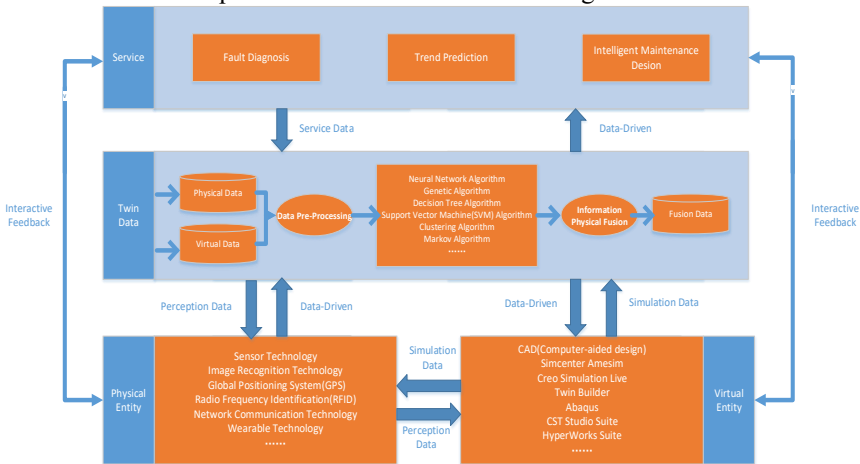 Service
Fault Diagnosis
Trend Prediction
Intelligent Maintenance
Desion
Service Data
Data-Driven
Interactive
Feedback
Twin
Data
Physical Data
Virtual Data
Data Pre-Processing
Neural Network Algorithm
Genetic Algorithm
Decision Tree Algorithm
Support Vector Machine(SVM) Algorithm
Clustering Algorithm
Markov Algorithm
······
Information
Physical Fusion
Fusion Data
Interactive
Feedback
Perception Data
Data-Driven
Data-Driven
Simulation Data
Physical
Entity
Sensor Technology
Image Recognition Technology
Global Positioning System(GPS)
Radio Frequency Identification(RFID)
Network Communication Technology
Wearable Technology
······
Simulation
Data
Perception
Data
CAD(Computer-aided design)
Simcenter Amesim
Creo Simulation Live
Twin Builder
Abaqus
CST Studio Suite
HyperWorks Suite
······
Virtual
Entity